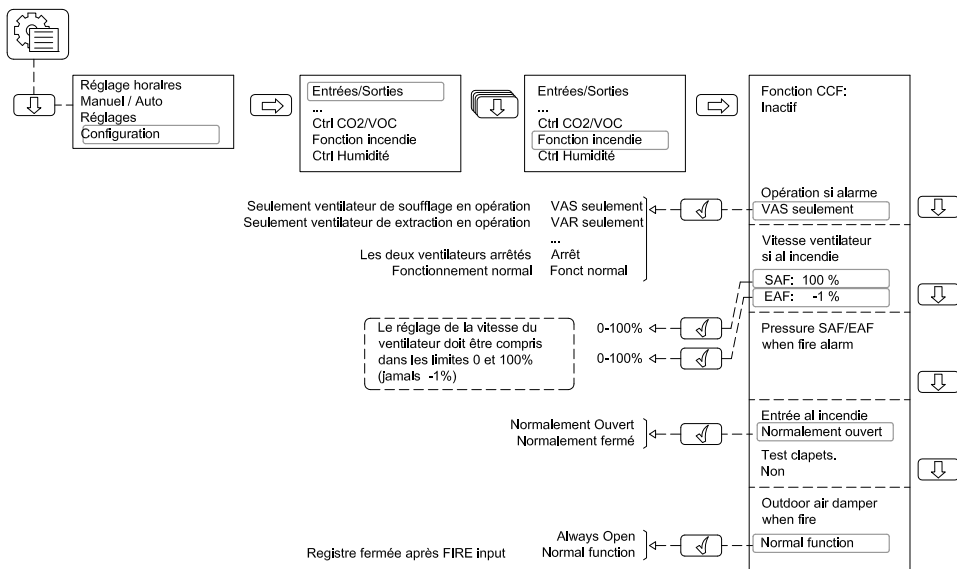 Réglage horaires
Manuel / Auto
Réglages
Configuration
Entrées/Sorties
...
Ctrl CO2/VOC
Fonction incendie
Ctrl Humidité
Entrées/Sorties
...
Ctrl CO2/VOC
Fonction incendie
Ctrl Humidité
Fonction CCF:
Inactif
Opération si alarme
VAS seulement
Seulement ventilateur de soufflage en opération VAS seulement
Seulement ventilateur de extraction en opération VAR seulement
...
Les deux ventilateurs arrêtés Arrêt
Fonctionnement normal Fonct normal
Vitesse ventilateur
si al incendie
SAF: 100 %
EAF: -1 %
Le réglage de la vitesse du
ventilateur doit être compris
dans les limites 0 et 100%
(jamais -1%)
0-100%
0-100%
Pressure SAF/EAF
when fire alarm
Entrée al incendie
Normalement ouvert
Normalement Ouvert
Normalement fermé
Test clapets.
Non
Outdoor air damper
when fire
Normal function
Always Open
Registre fermée après FIRE input Normal function